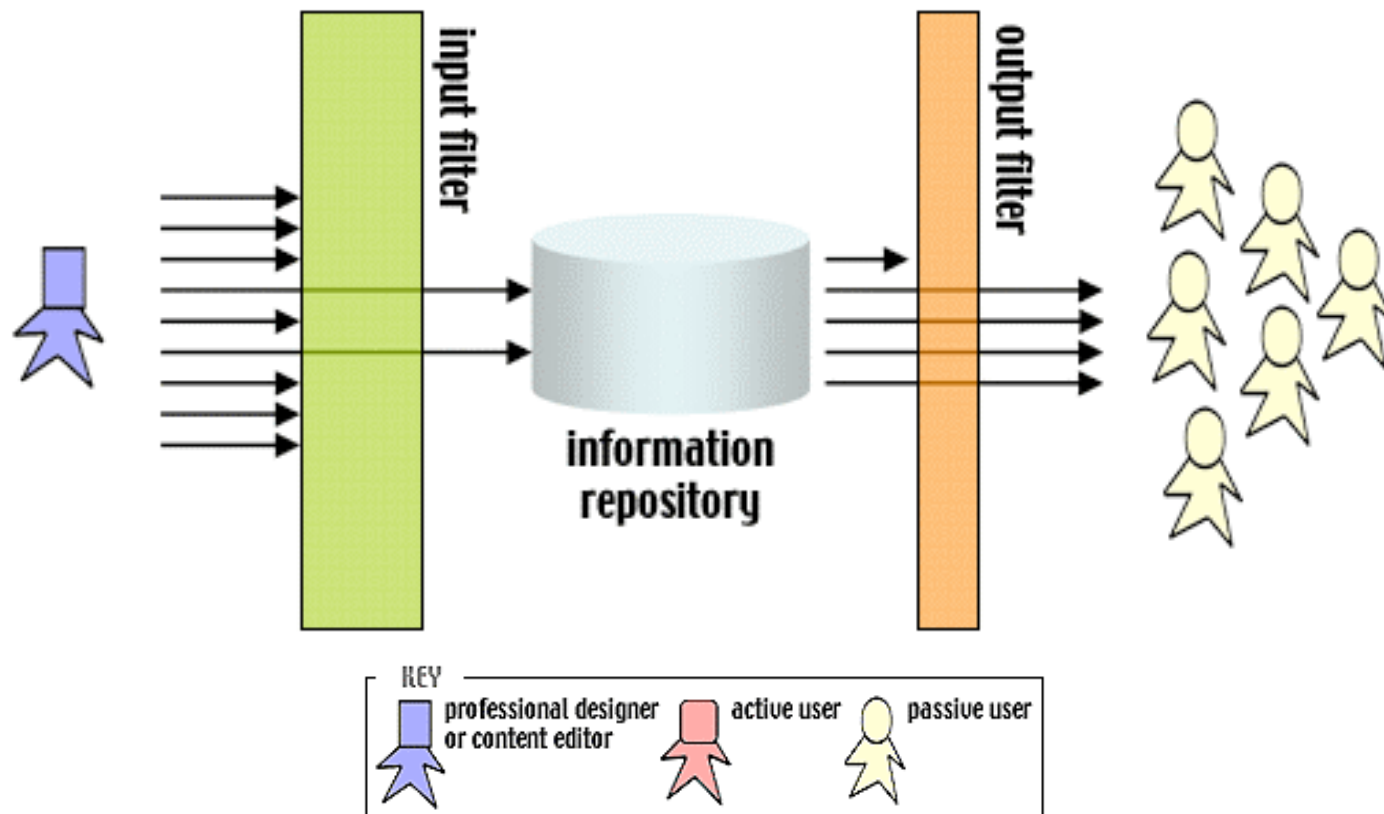 input filter
output filter
information
repository
KEY
professional designer
or content editor
active user
passive user